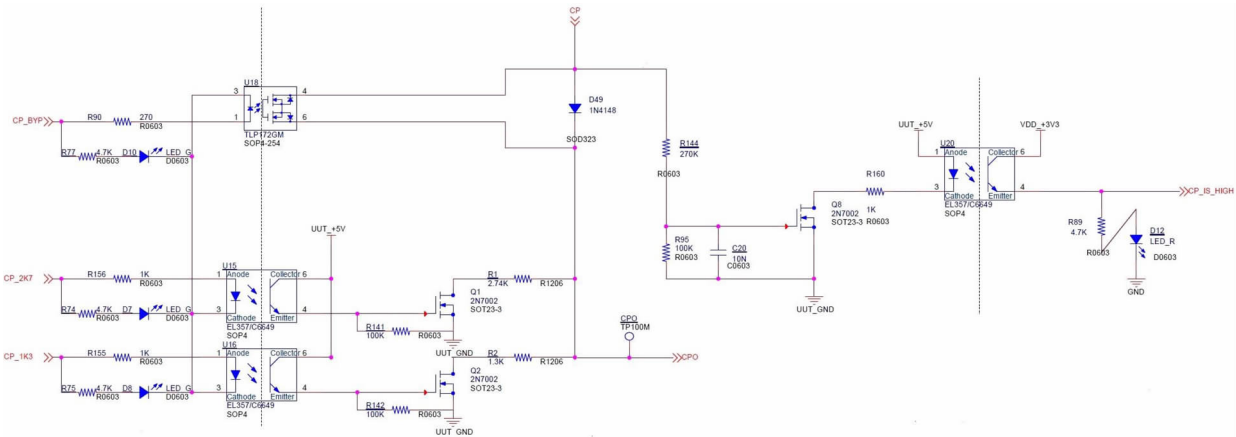 CP
U18
3
4
R90
270
R0603
1
6
CP_BYP
TLP172GM
SOP4-254
R77
4.7K
R0603
D10
LED_G
D0603
D49
1N4148
SOD323
R144
270K
R0603
UUT_+5V
VDD_+3V3
U20
1
Anode
Collector
6
3
Cathode
Emitter
4
EL357/C6649
SOP4
R160
1K
R0603
CP_IS_HIGH
Q8
2N7002
SOT23-3
R89
4.7K
R0603
D12
LED_R
D0603
GND
R95
100K
R0603
C20
10N
C0603
UUT_GND
UUT_+5V
CP_2K7
R156
1K
R0603
U15
1
Anode
Collector
6
3
Cathode
Emitter
4
EL357/C6649
SOP4
R74
4.7K
R0603
D7
LED_G
D0603
R1
2.74K
R1206
Q1
2N7002
SOT23-3
R141
100K
R0603
UUT_GND
CP_1K3
R155
1K
R0603
U16
1
Anode
Collector
6
3
Cathode
Emitter
4
EL357/C6649
SOP4
R75
4.7K
R0603
D8
LED_G
D0603
R2
1.3K
R1206
Q2
2N7002
SOT23-3
R142
100K
R0603
UUT_GND
CPO
TP100M
CPO